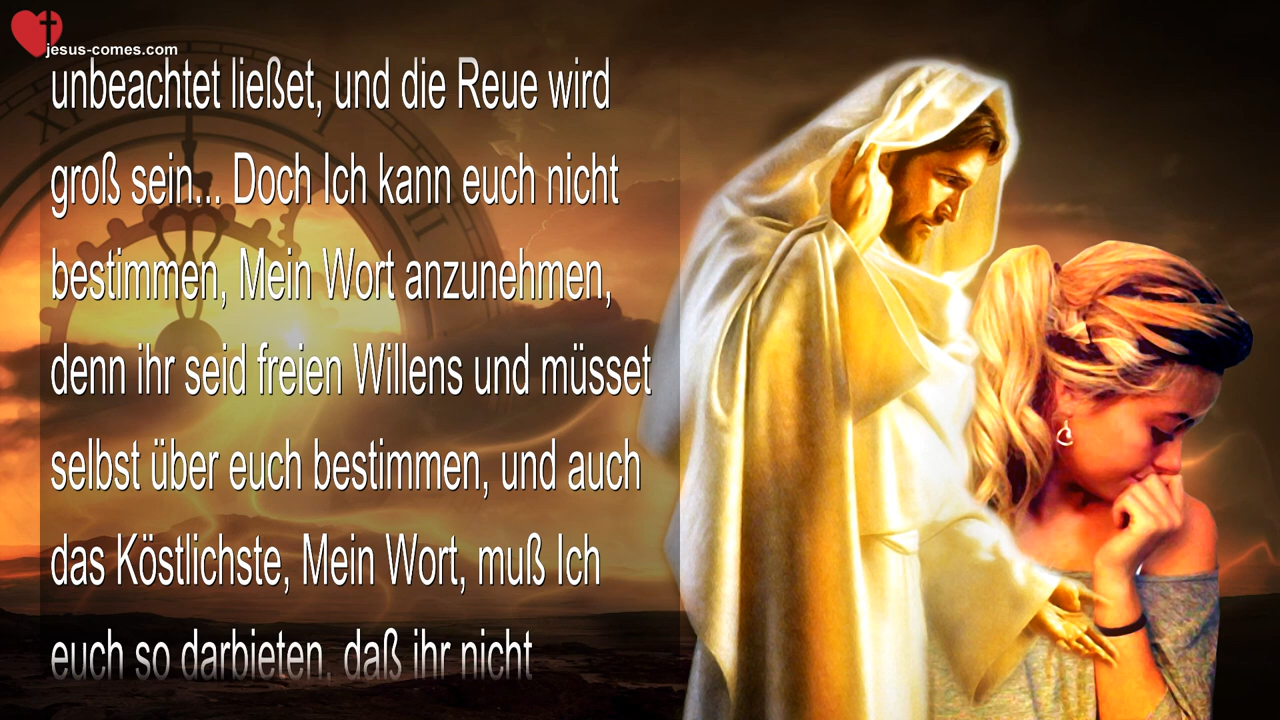 jesus-comes.com
unbeachtet ließet, und die Reue wird
groß sein... Doch Ich kann euch nicht
bestimmen, Mein Wort anzunehmen,
denn ihr seid freien Willens und müsset
selbst über euch bestimmen, und auch
das Köstlichste, Mein Wort, muß Ich
euch so darbieten, daß ihr nicht
XI
I
III